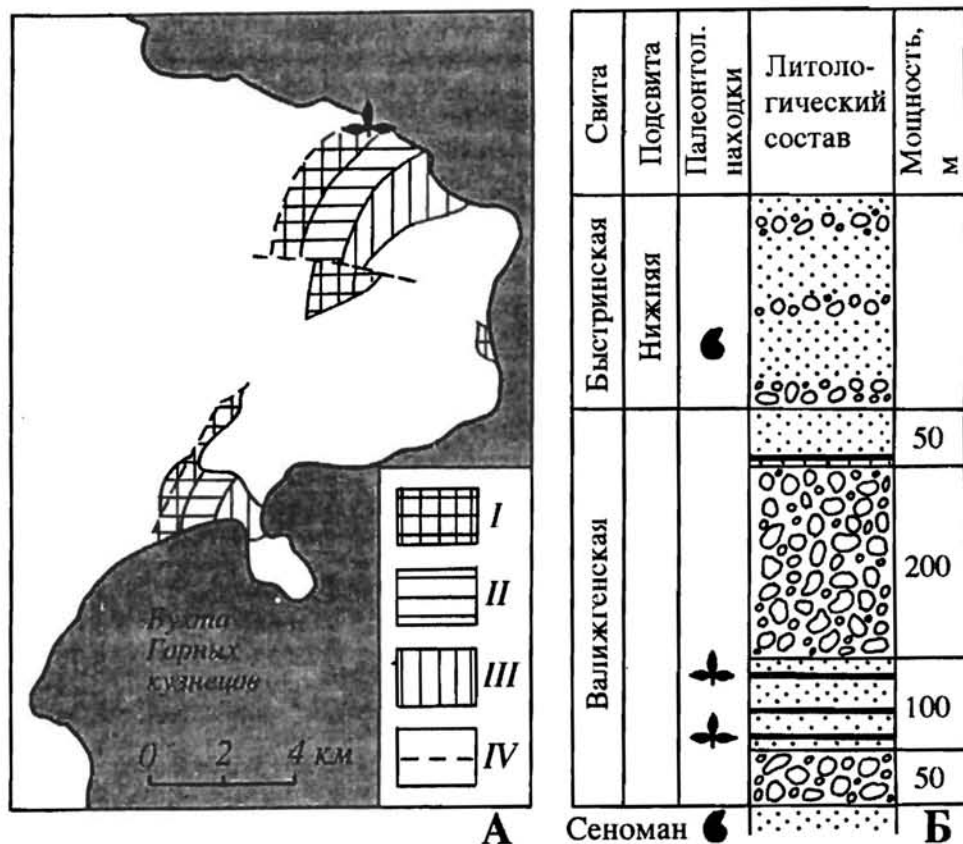 I
II
III
IV
Бухта
Горных
кузнецов
0 2 4 км
А
Свита
Подсвита
Палеонтол.
находки
Литоло-
гический
состав
Мощность,
м
Быстринская
Нижняя
Валижгенская
50
200
100
50
Сеноман
Б